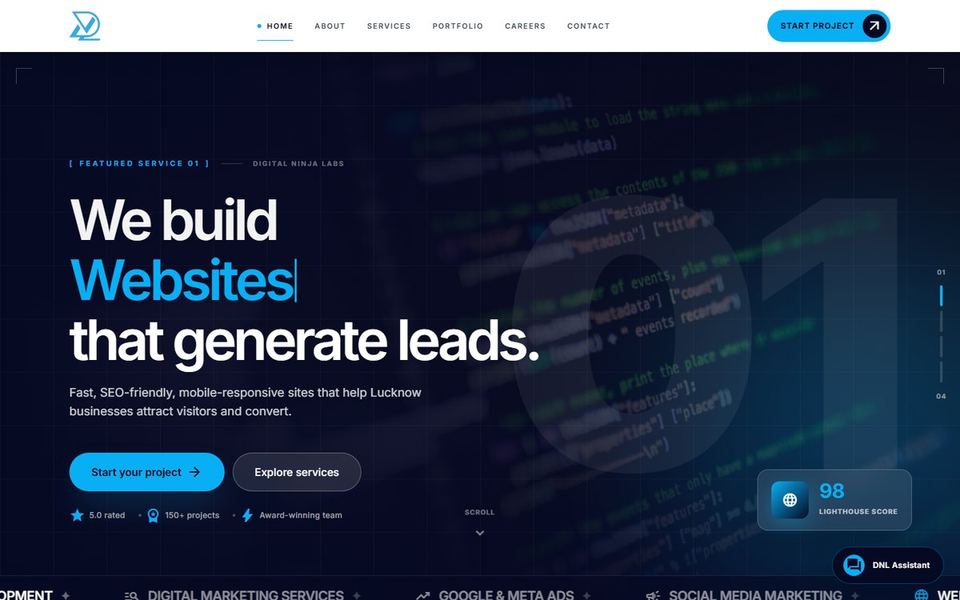 HOME ABOUT SERVICES PORTFOLIO CAREERS CONTACT START PROJECT
[ FEATURED SERVICE 01 ] DIGITAL NINJA LABS
We build
Websites
that generate leads.
Fast, SEO-friendly, mobile-responsive sites that help Lucknow
businesses attract visitors and convert.
Start your project Explore services
5.0 rated • 150+ projects • Award-winning team
SCROLL
01
01
04
98
LIGHTHOUSE SCORE
DNL Assistant
OPMENT DIGITAL MARKETING SERVICES GOOGLE & META ADS SOCIAL MEDIA MARKETING WE